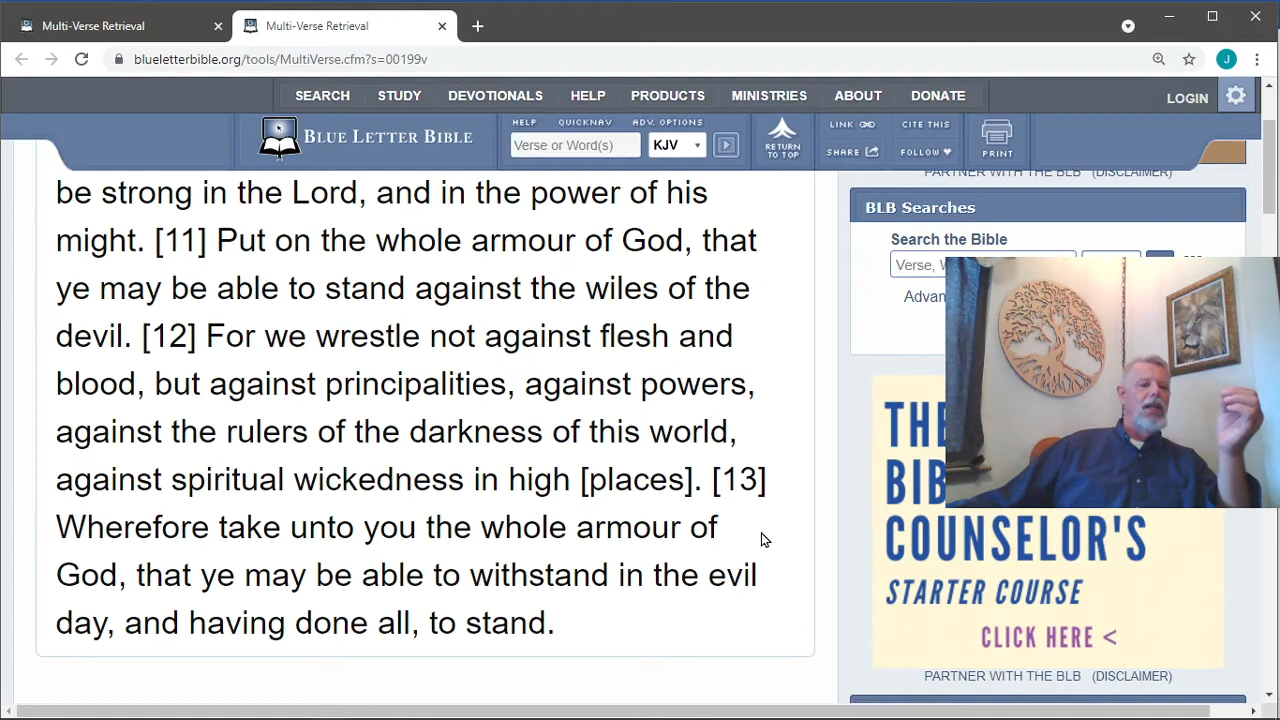 Multi-Verse Retrieval
Multi-Verse Retrieval
blueletterbible.org/tools/MultiVerse.cfm?s=00199v
J
SEARCH STUDY DEVOTIONALS HELP PRODUCTS MINISTRIES ABOUT DONATE
LOGIN
BLUE LETTER BIBLE
HELP QUICKNAV ADV. OPTIONS
Verse or Word(s) KJV
RETURN TO TOP
LINK CITE THIS
SHARE FOLLOW
PRINT
be strong in the Lord, and in the power of his
might. [11] Put on the whole armour of God, that
ye may be able to stand against the wiles of the
devil. [12] For we wrestle not against flesh and
blood, but against principalities, against powers,
against the rulers of the darkness of this world,
against spiritual wickedness in high [places]. [13]
Wherefore take unto you the whole armour of
God, that ye may be able to withstand in the evil
day, and having done all, to stand.
PARTNER WITH THE BLB (DISCLAIMER)
BLB Searches
Search the Bible
Verse, W
Advan
THE
BIB
COUNSELOR'S
STARTER COURSE
CLICK HERE <
PARTNER WITH THE BLB (DISCLAIMER)